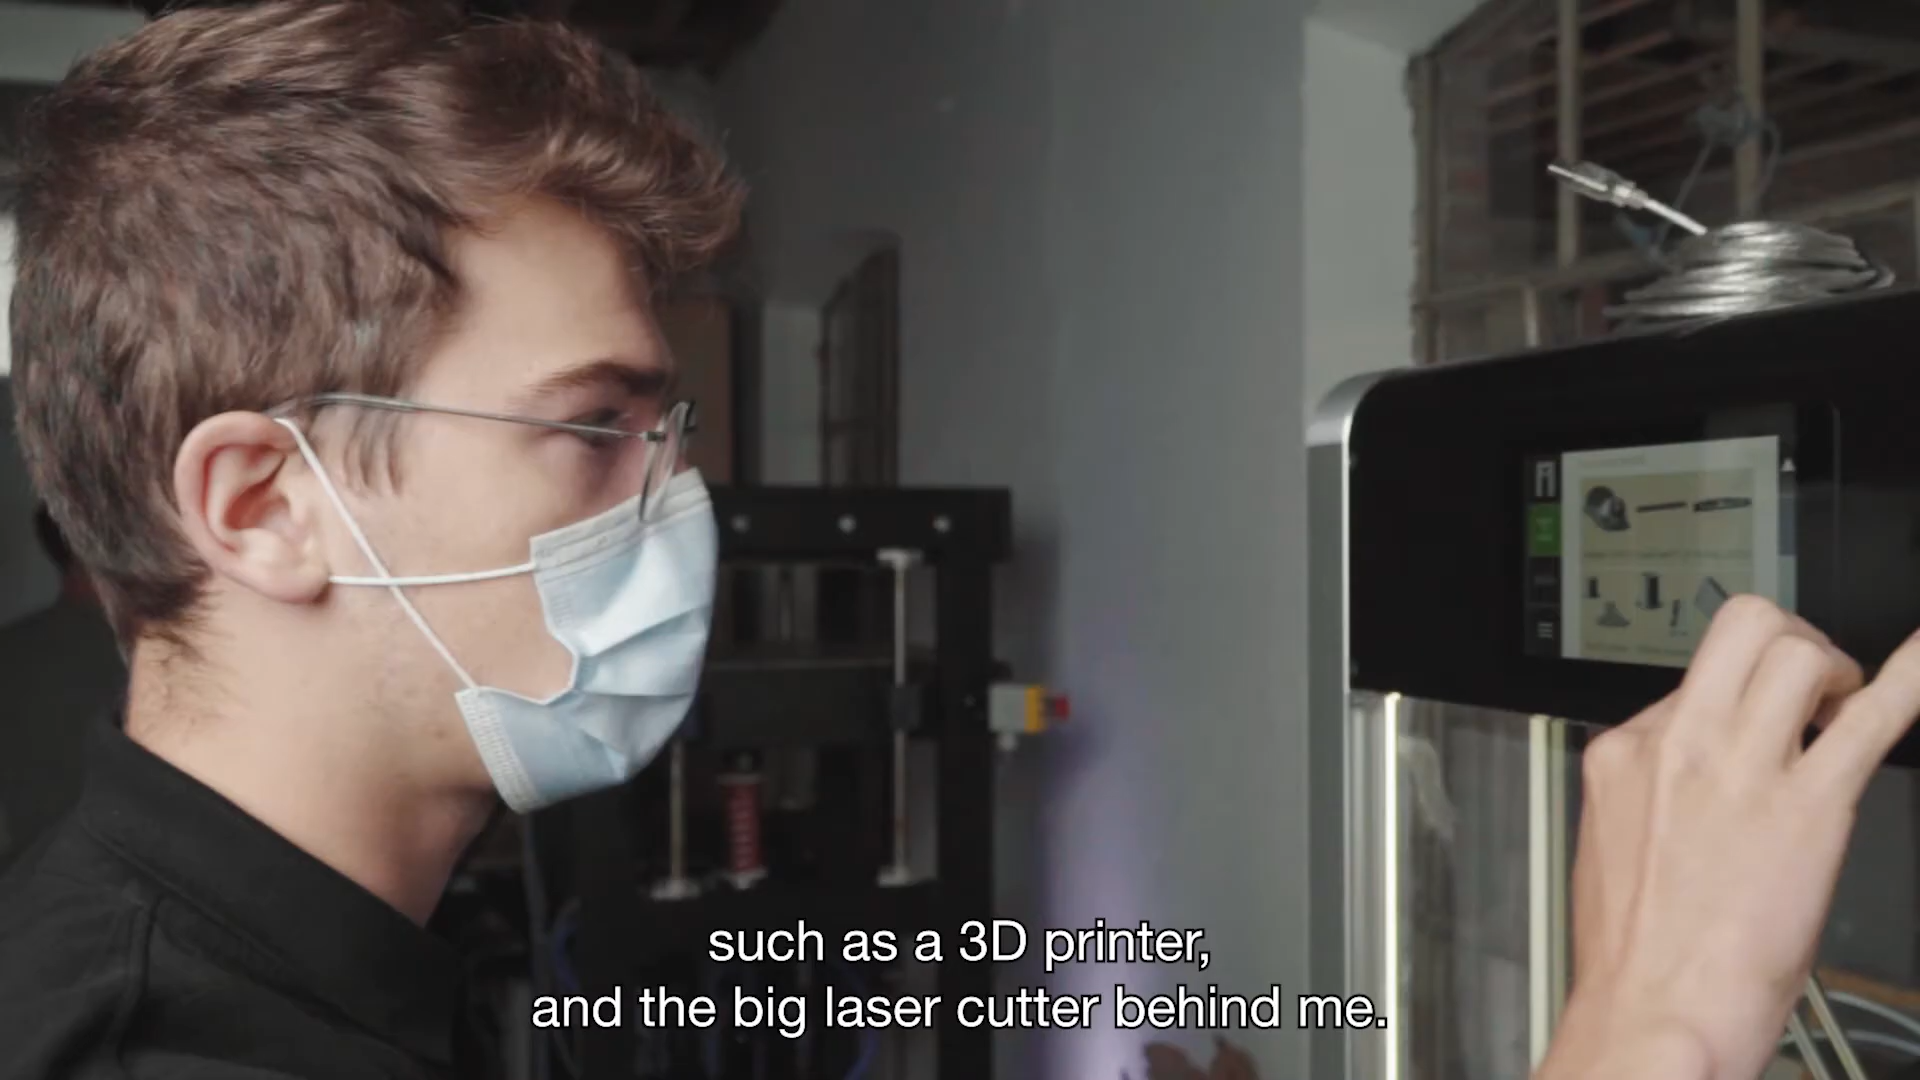 such as a 3D printer,
and the big laser cutter behind me.